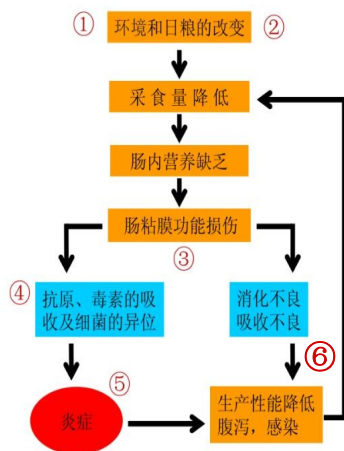 ① 环境和日粮的改变 ②
采食量降低
肠内营养缺乏
肠粘膜功能损伤
③
④ 抗原、毒素的吸
收及细菌的异位
消化不良
吸收不良
⑥
⑤
炎症
生产性能降低
腹泻，感染